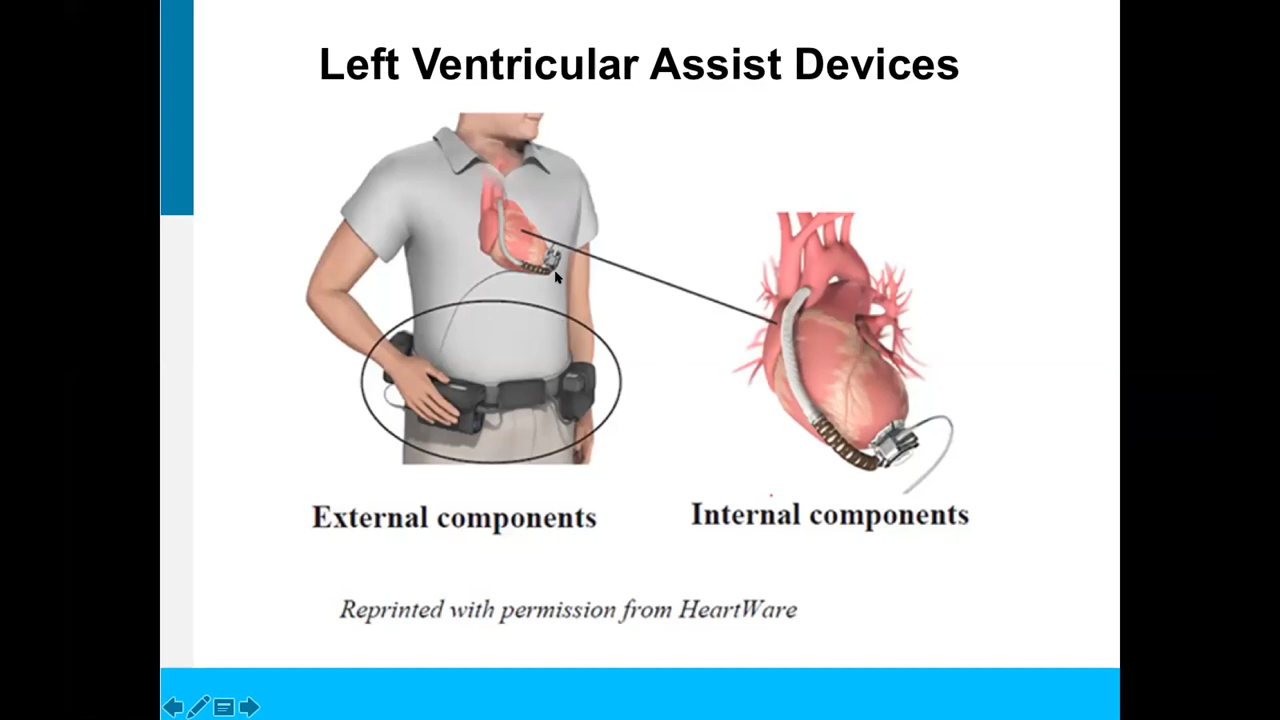 Left Ventricular Assist Devices
External components
Internal components
Reprinted with permission from HeartWare